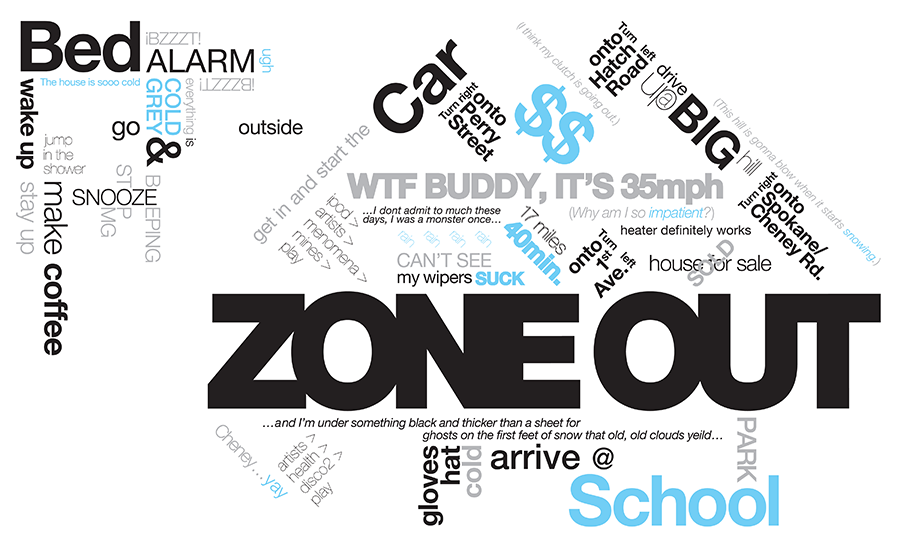 Bed
¡BZZZT!
ALARM
¡BZZZT!
ugh
The house is sooo cold
wake up
stay up
jump
in the
shower
make coffee
go
SNOOZE
STOP
OMG
BEEPING
COLD
GREY
&
everything is
outside
get in and start the
Car
Turn right
onto
Perry
Street
(I think my clutch is going out.)
$$
Turn left
onto
Hatch
Road
drive
up a
BIG
hill
(This hill is gonna blow when it starts snowing.)
Turn right
onto
Spokane/
Cheney Rd.
WTF BUDDY, IT'S 35mph
(Why am I so impatient?)
heater definitely works
house for sale
SOLD
Turn left
onto
1st
Ave.
17 miles
40min.
ipod >
artists >
menomena >
mines >
play
...I dont admit to much these
days, I was a monster once...
rain rain rain rain
CAN'T SEE
my wipers SUCK
ZONE OUT
...and I'm under something black and thicker than a sheet for
ghosts on the first feet of snow that old, old clouds yeild...
Cheney...yay
artists >
health >
disco2 >
play
gloves
hat
cold
arrive @
PARK
School